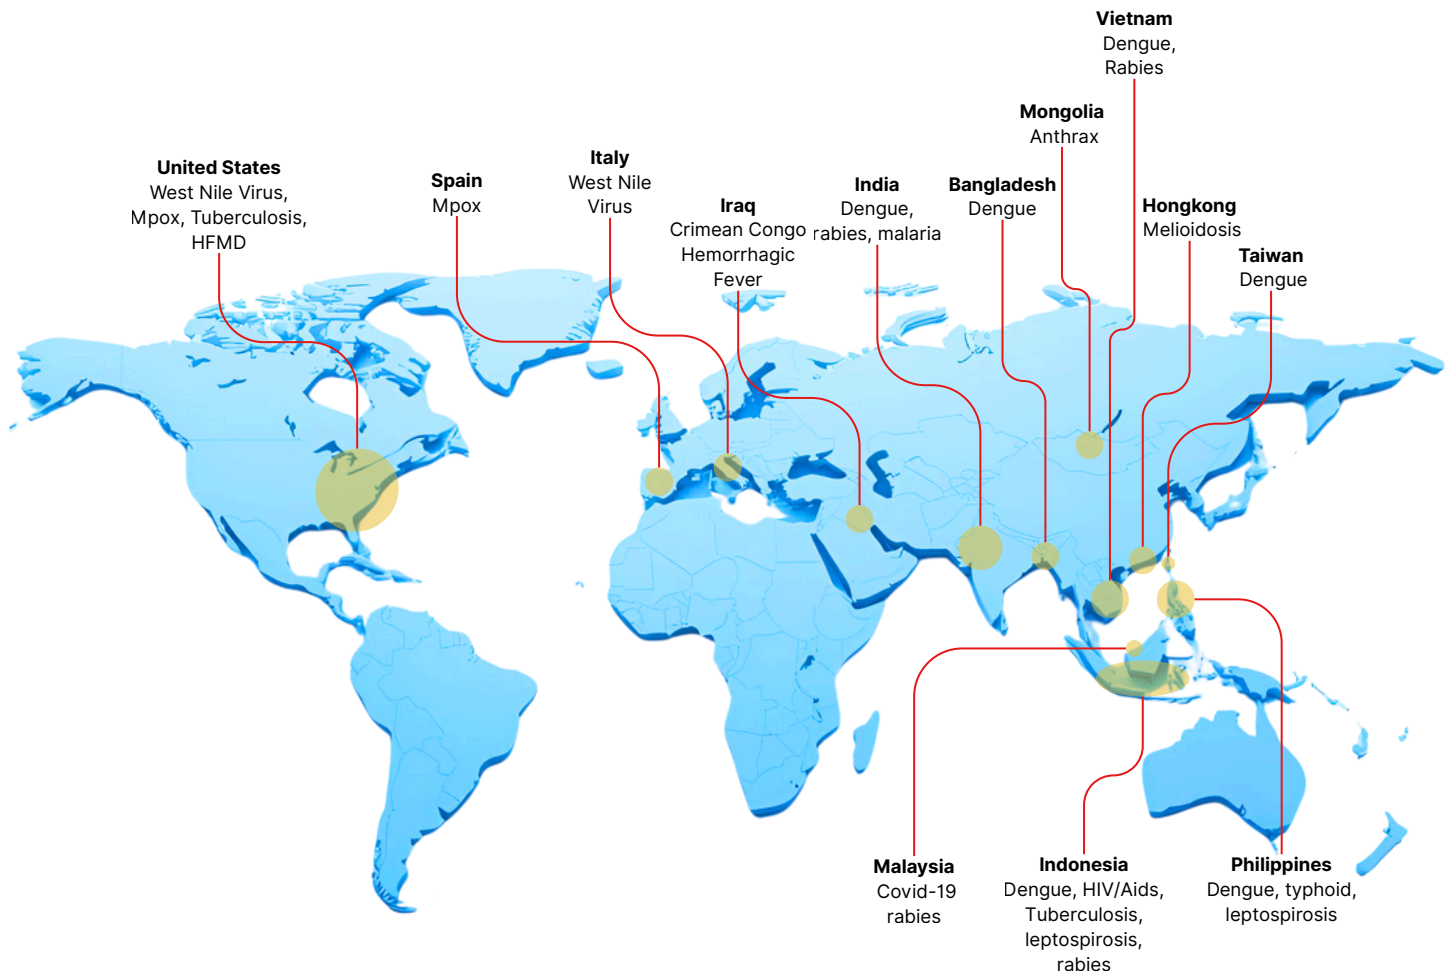 Vietnam
Dengue,
Rabies
Mongolia
Anthrax
United States
West Nile Virus,
Mpox, Tuberculosis,
HFMD
Spain
Mpox
Italy
West Nile
Virus
Iraq
Crimean Congo
Hemorrhagic
Fever
India
Dengue,
rabies, malaria
Bangladesh
Dengue
Hongkong
Melioidosis
Taiwan
Dengue
Malaysia
Covid-19
rabies
Indonesia
Dengue, HIV/Aids,
Tuberculosis,
leptospirosis,
rabies
Philippines
Dengue, typhoid,
leptospirosis